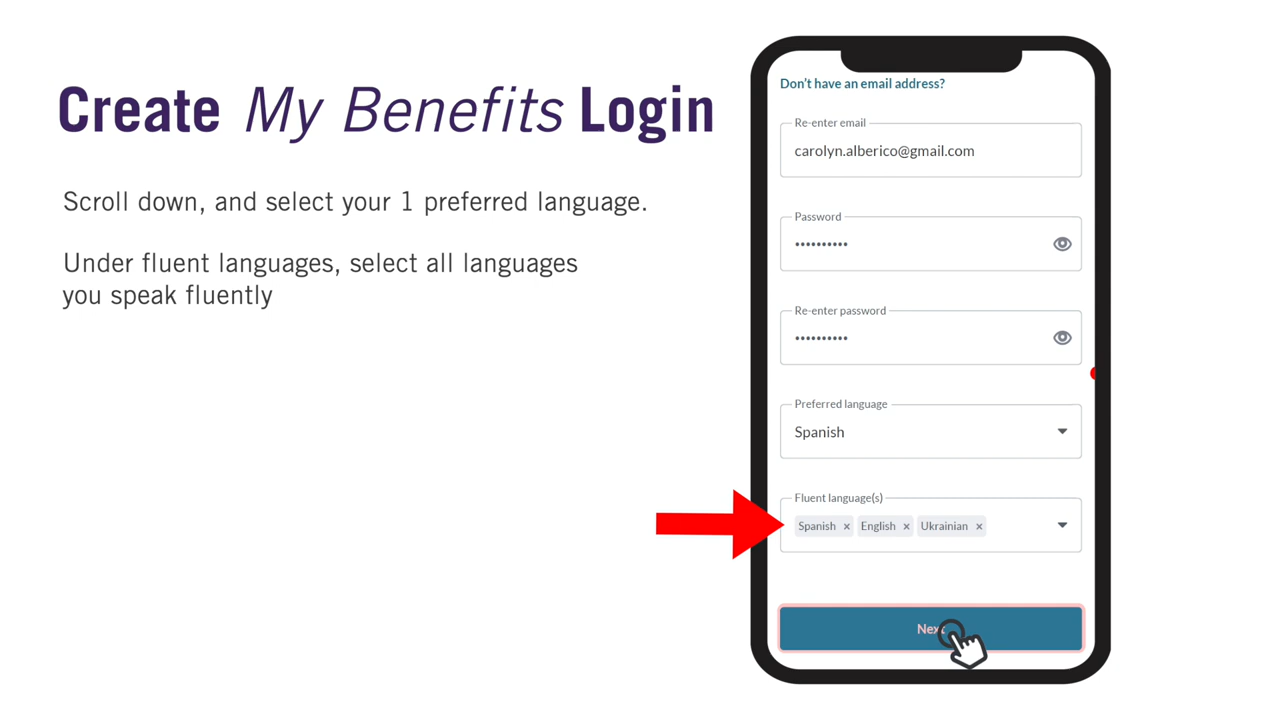 Create My Benefits Login
Scroll down, and select your 1 preferred language.
Under fluent languages, select all languages
you speak fluently
Don't have an email address?
Re-enter email
carolyn.alberico@gmail.com
Password
••••••••••
Re-enter password
••••••••••
Preferred language
Spanish
Fluent language(s)
Spanish × English × Ukrainian ×
Next